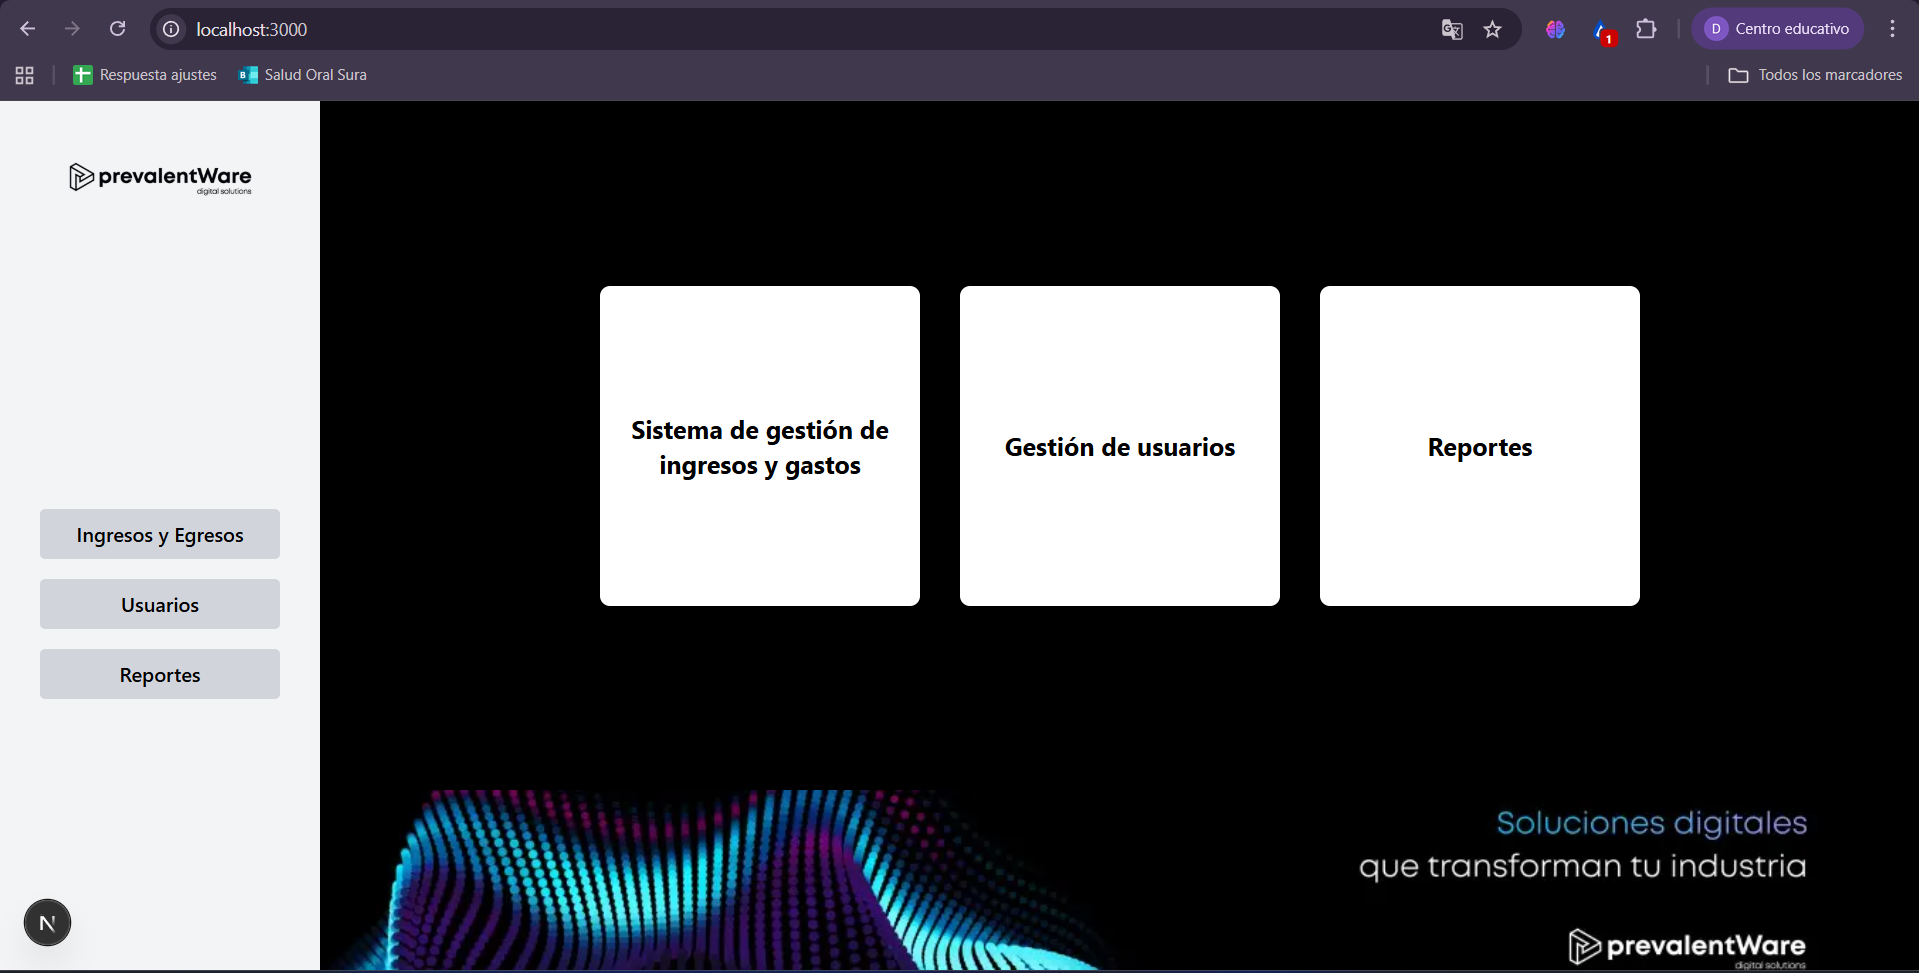 localhost:3000
1
D
Centro educativo
Respuesta ajustes
B
Salud Oral Sura
Todos los marcadores
prevalentWare
digital solutions
Ingresos y Egresos
Usuarios
Reportes
N
Sistema de gestión de
ingresos y gastos
Gestión de usuarios
Reportes
Soluciones digitales
que transforman tu industria
prevalentWare
digital solutions